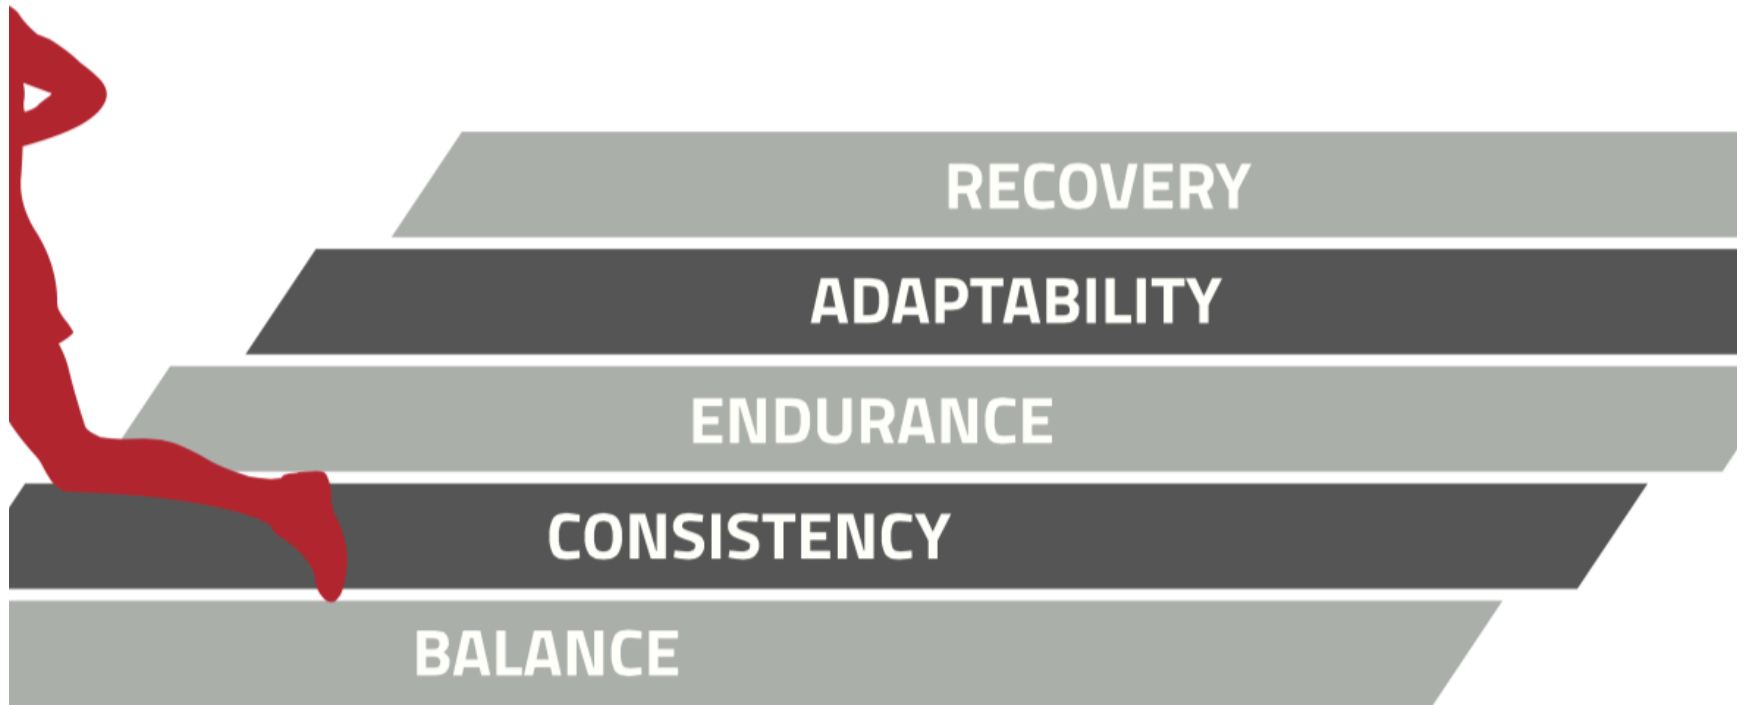 RECOVERY
ADAPTABILITY
ENDURANCE
CONSISTENCY
BALANCE